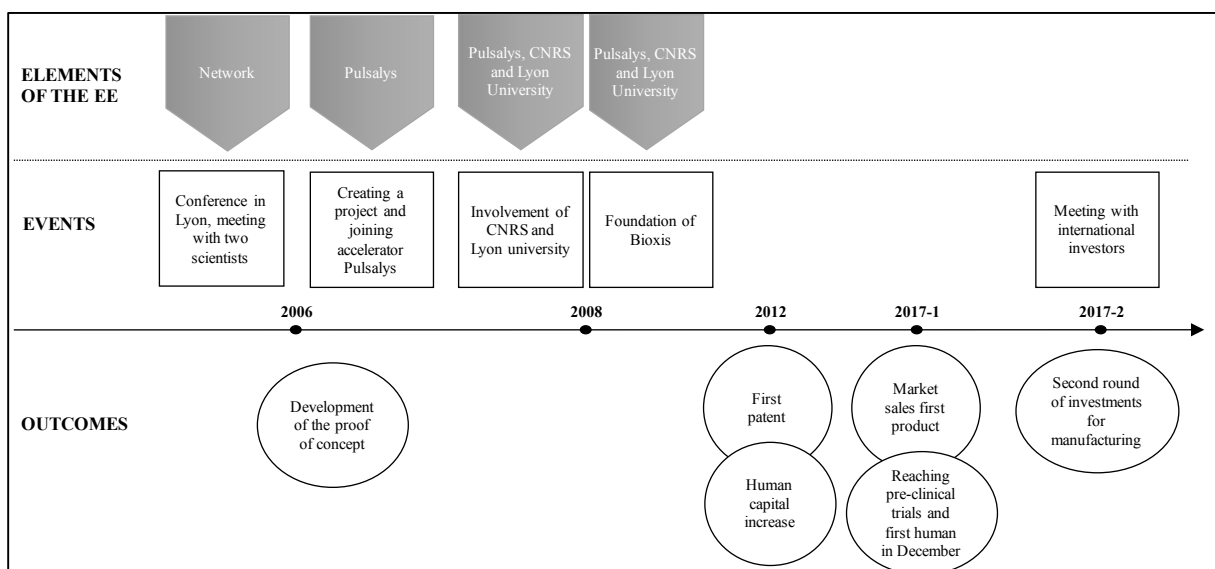 ELEMENTS
OF THE EE
Network
Pulsalys
Pulsalys, CNRS
and Lyon
University
Pulsalys, CNRS
and Lyon
University
EVENTS
Conference in
Lyon, meeting
with two
scientists
Creating a
project and
joining
accelerator
Pulsalys
Involvement of
CNRS and
Lyon university
Foundation of
Bioxis
Meeting with
international
investors
2006
2008
2012
2017-1
2017-2
OUTCOMES
Development
of the proof
of concept
First
patent
Human
capital
increase
Market
sales first
product
Reaching
pre-clinical
trials and
first human
in December
Second round
of investments
for
manufacturing